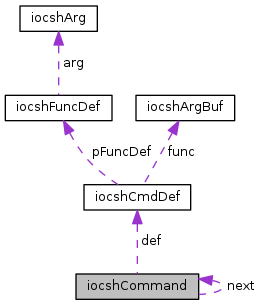 iocshArg
arg
iocshFuncDef
iocshArgBuf
pFuncDef
func
iocshCmdDef
def
iocshCommand
next